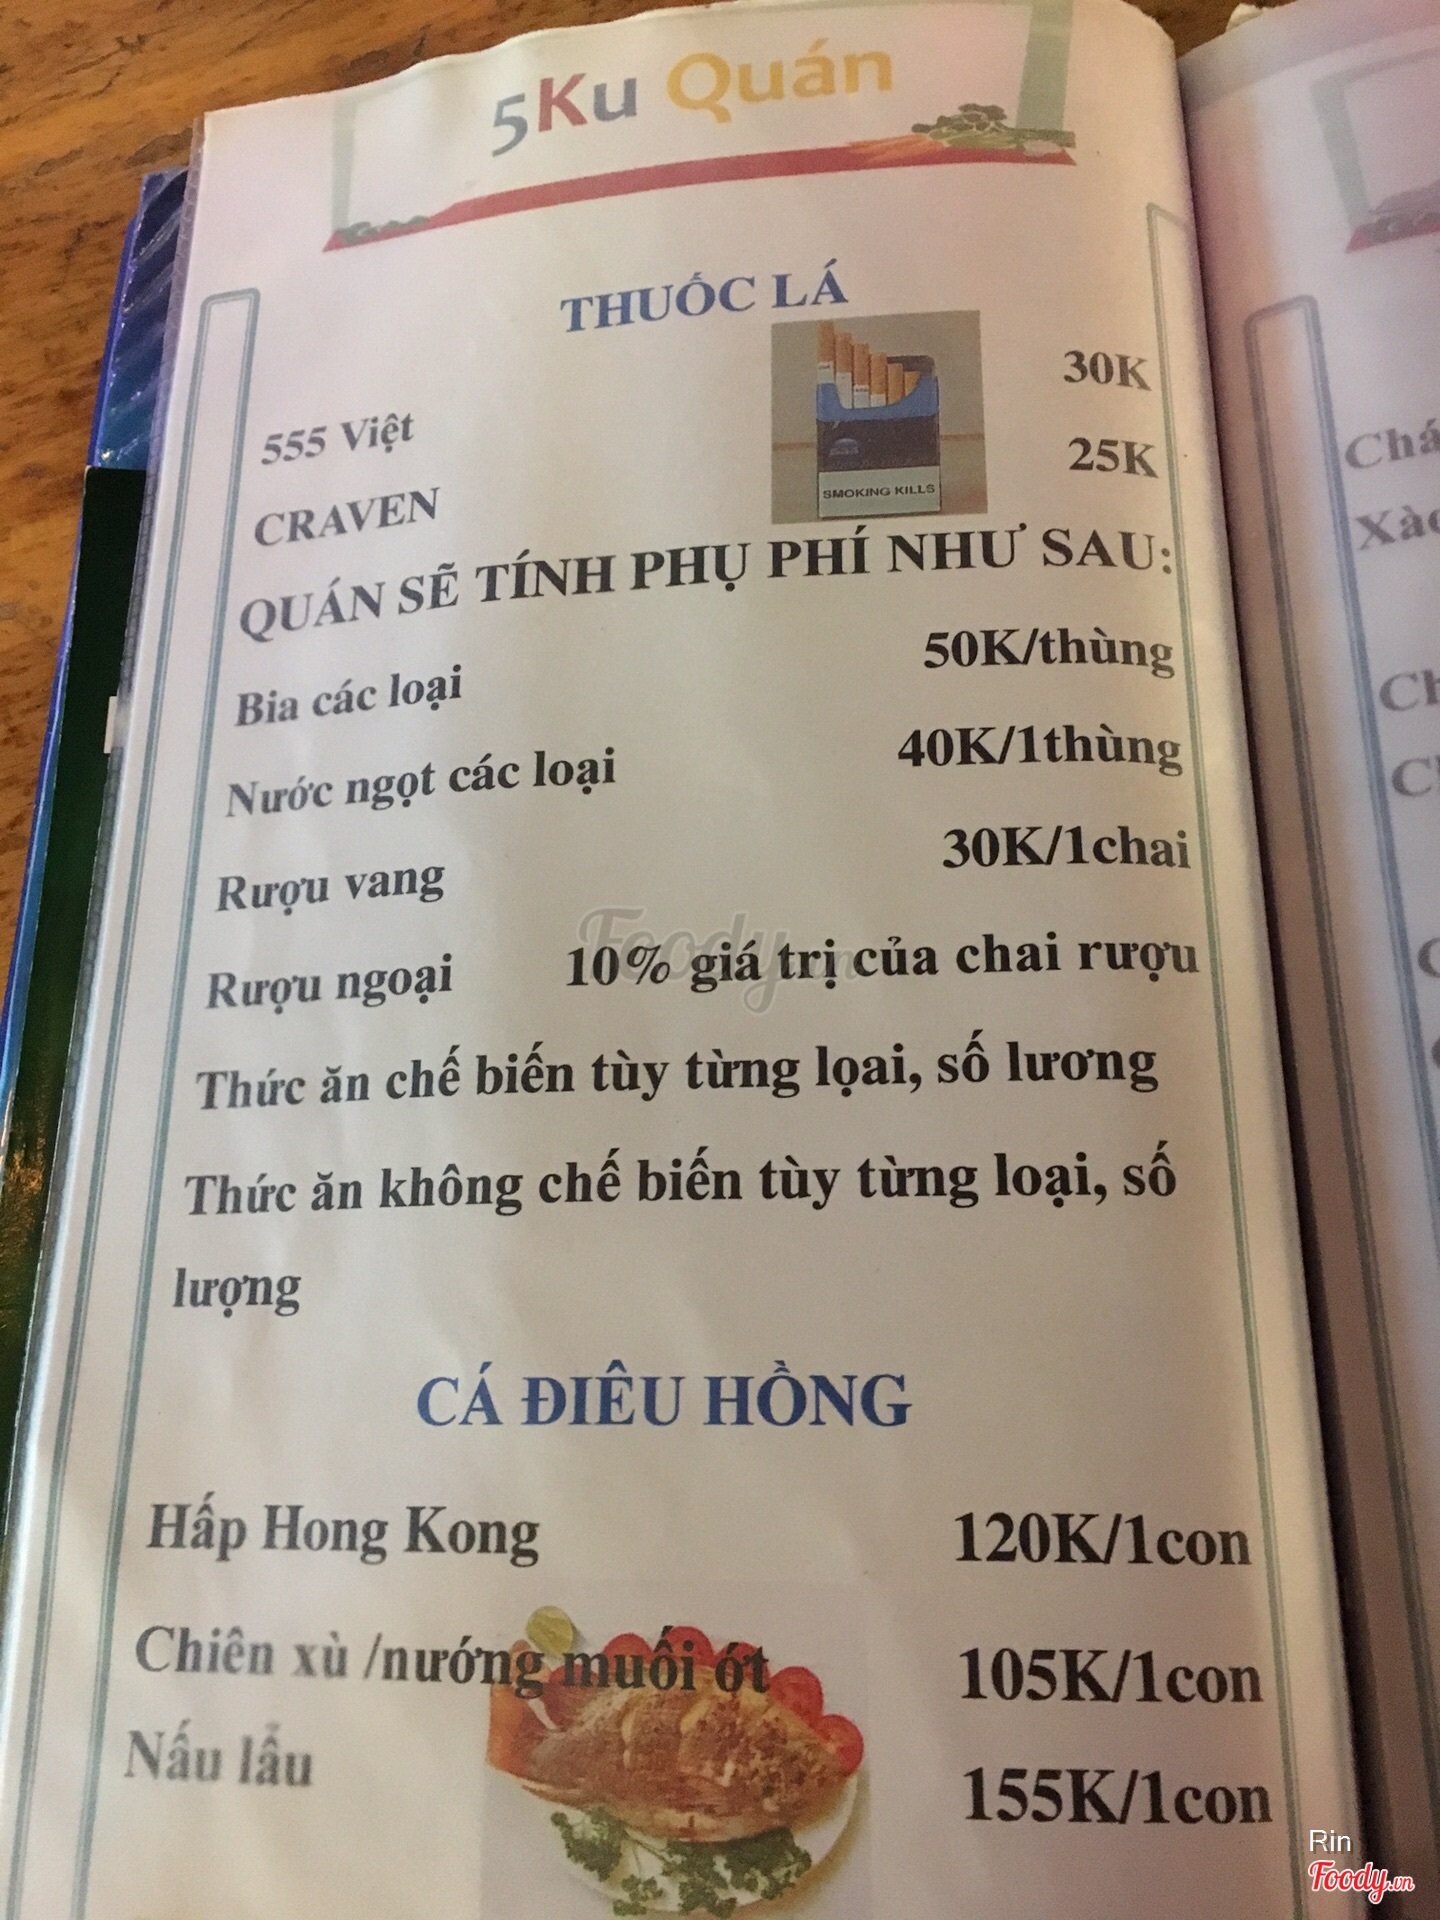 5Ku Quán
THUỐC LÁ
555 Việt 30K
CRAVEN 25K
SMOKING KILLS
QUÁN SẼ TÍNH PHỤ PHÍ NHƯ SAU:
Bia các loại 50K/thùng
Nước ngọt các loại 40K/1thùng
Rượu vang 30K/1chai
Rượu ngoại 10% giá trị của chai rượu
Thức ăn chế biến tùy từng lọai, số lương
Thức ăn không chế biến tùy từng loại, số
lượng
CÁ ĐIÊU HỒNG
Hấp Hong Kong 120K/1con
Chiên xù /nướng muối ớt 105K/1con
Nấu lẩu 155K/1con
Foody.vn
Rin
Foody.vn
Xào